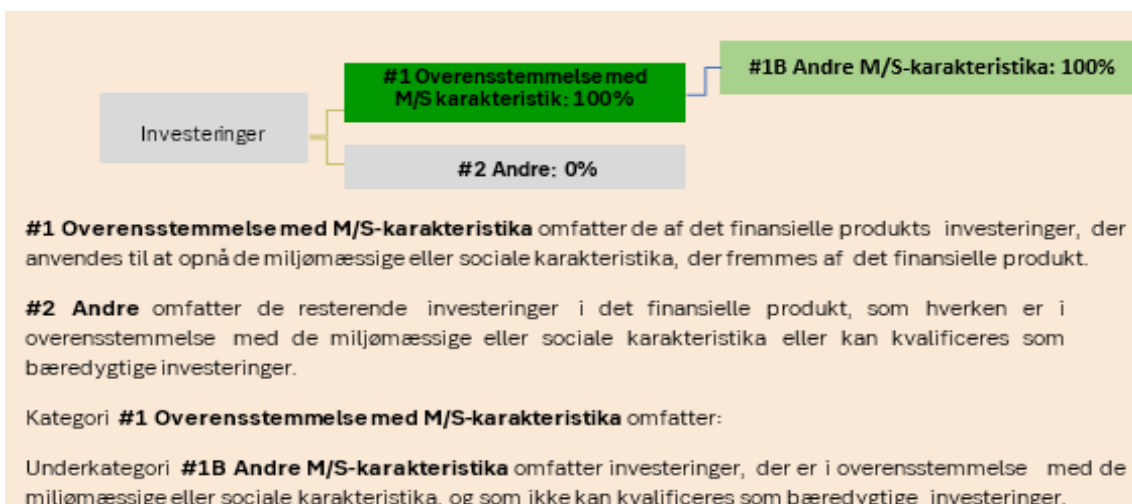 #1B Andre M/S-karakteristika: 100%
#1 Overensstemmelse med
M/S karakteristik: 100%
Investeringer
#2 Andre: 0%
#1 Overensstemmelse med M/S-karakteristika omfatter de af det finansielle produkts investeringer, der
anvendes til at opnå de miljømæssige eller sociale karakteristika, der fremmes af det finansielle produkt.
#2 Andre omfatter de resterende investeringer i det finansielle produkt, som hverken er i
overensstemmelse med de miljømæssige eller sociale karakteristika eller kan kvalificeres som
bæredygtige investeringer.
Kategori #1 Overensstemmelse med M/S-karakteristika omfatter:
Underkategori #1B Andre M/S-karakteristika omfatter investeringer, der er i overensstemmelse med de
miljømæssige eller sociale karakteristika, og som ikke kan kvalificeres som bæredygtige investeringer.